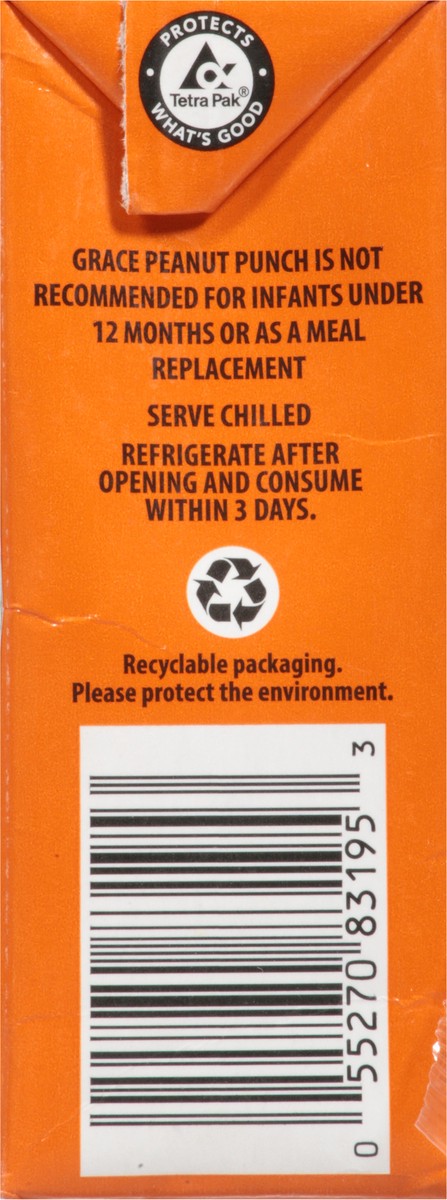 PROTECTS
Tetra Pak®
WHAT'S GOOD
GRACE PEANUT PUNCH IS NOT
RECOMMENDED FOR INFANTS UNDER
12 MONTHS OR AS A MEAL
REPLACEMENT
SERVE CHILLED
REFRIGERATE AFTER
OPENING AND CONSUME
WITHIN 3 DAYS.
Recyclable packaging.
Please protect the environment.
0 55270 83195 3